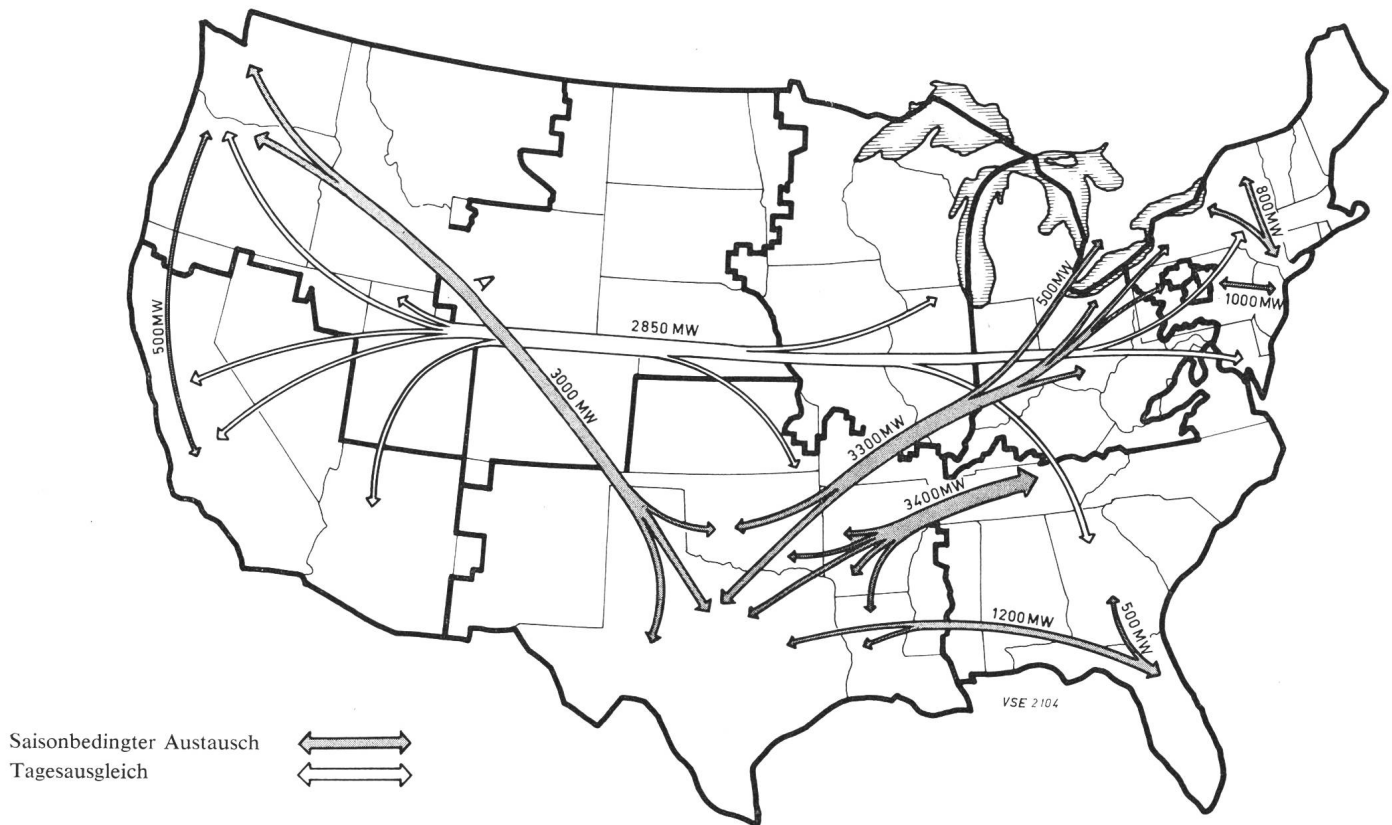 800 MW
500 MW
1000 MW
A
500 MW
2850 MW
3000 MW
3300 MW
3400 MW
1200 MW
500 MW
VSE 2104
Saisonbedingter Austausch
Tagesausgleich